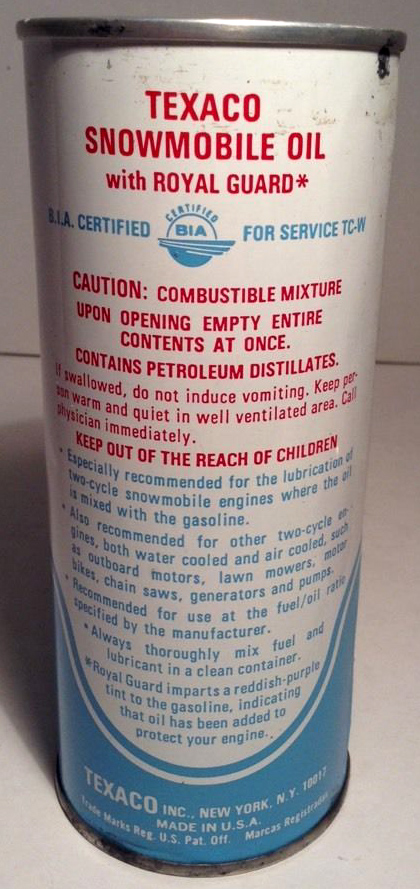 TEXACO
SNOWMOBILE OIL
with ROYAL GUARD*
B.I.A. CERTIFIED
CERTIFIED
BIA
FOR SERVICE TC-W
CAUTION: COMBUSTIBLE MIXTURE
UPON OPENING EMPTY ENTIRE
CONTENTS AT ONCE.
CONTAINS PETROLEUM DISTILLATES.
If swallowed, do not induce vomiting. Keep per-
son warm and quiet in well ventilated area. Call
physician immediately.
KEEP OUT OF THE REACH OF CHILDREN
• Especially recommended for the lubrication of
two-cycle snowmobile engines where the oil
is mixed with the gasoline.
• Also recommended for other two-cycle en-
gines, both water cooled and air cooled, such
as outboard motors, lawn mowers, motor
bikes, chain saws, generators and pumps.
• Recommended for use at the fuel/oil ratio
specified by the manufacturer.
• Always thoroughly mix fuel and
lubricant in a clean container.
*Royal Guard imparts a reddish-purple
tint to the gasoline, indicating
that oil has been added to
protect your engine.
TEXACO INC., NEW YORK, N.Y. 10017
MADE IN U.S.A.
Trade Marks Reg. U.S. Pat. Off. Marcas Registradas